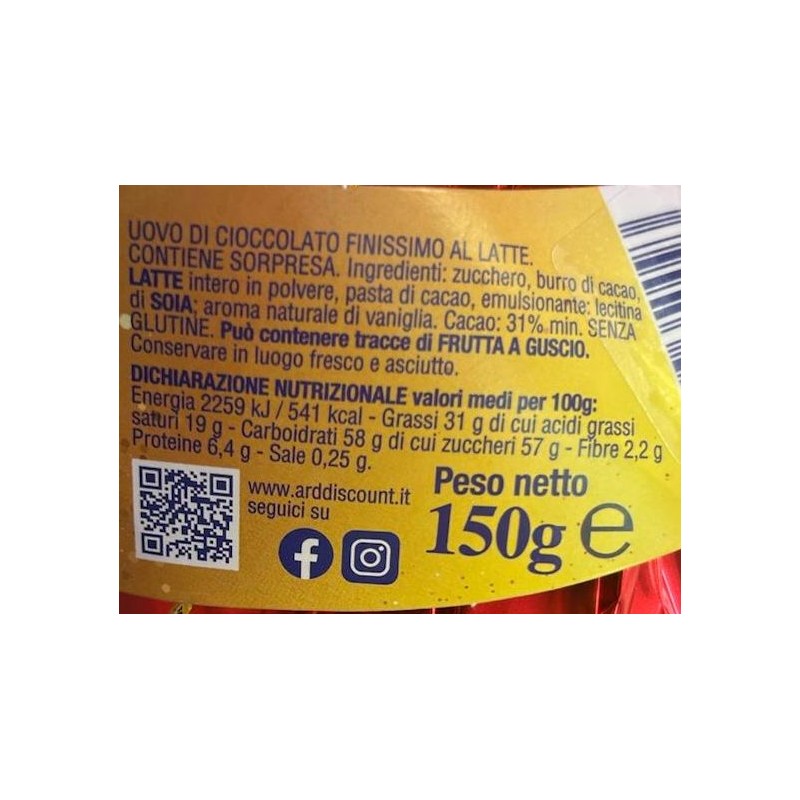 UOVO DI CIOCCOLATO FINISSIMO AL LATTE.
CONTIENE SORPRESA. Ingredienti: zucchero, burro di cacao,
LATTE intero in polvere, pasta di cacao, emulsionante: lecitina
di SOIA; aroma naturale di vaniglia. Cacao: 31% min. SENZA
GLUTINE. Può contenere tracce di FRUTTA A GUSCIO.
Conservare in luogo fresco e asciutto.
DICHIARAZIONE NUTRIZIONALE valori medi per 100g:
Energia 2259 kJ / 541 kcal - Grassi 31 g di cui acidi grassi
saturi 19 g - Carboidrati 58 g di cui zuccheri 57 g - Fibre 2,2 g
Proteine 6,4 g - Sale 0,25 g.
www.arddiscount.it
seguici su
Peso netto
150g e